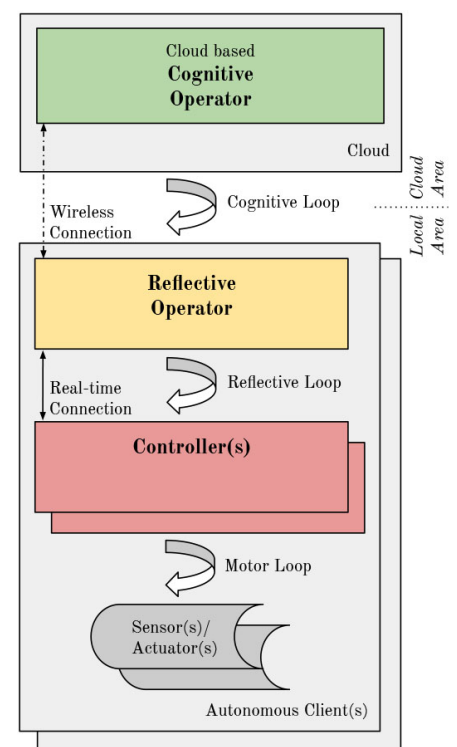 Cloud based
Cognitive
Operator
Cloud
Cognitive Loop
Cloud
Area
Wireless
Connection
Local
Area
Reflective
Operator
Real-time
Connection
Reflective Loop
Controller(s)
Motor Loop
Sensor(s)/
Actuator(s)
Autonomous Client(s)